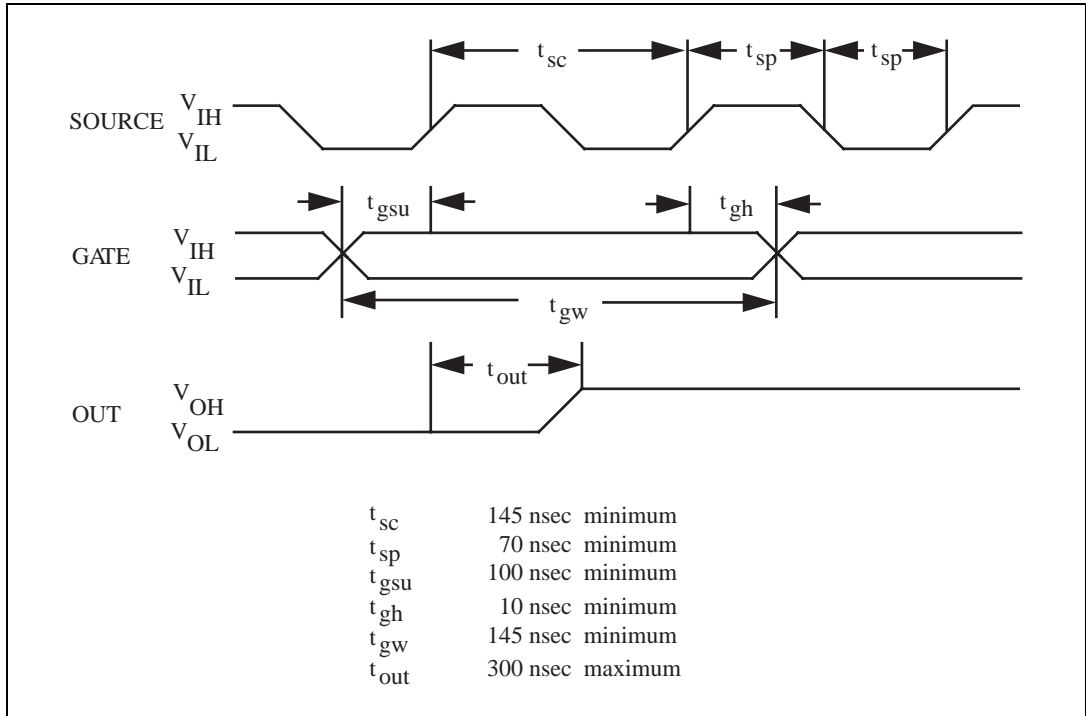 t sc t sp t sp
SOURCE V IH
V IL
t gsu t gh
GATE V IH
V IL
t gw
t out
OUT V OH
V OL
t sc 145 nsec minimum
t sp 70 nsec minimum
t gsu 100 nsec minimum
t gh 10 nsec minimum
t gw 145 nsec minimum
t out 300 nsec maximum